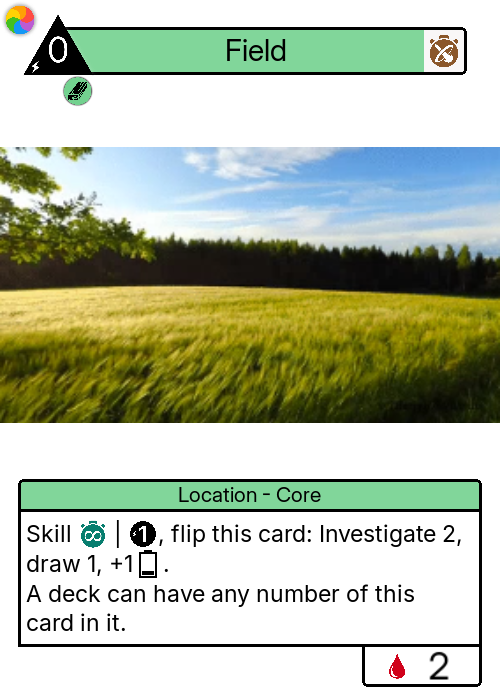 0
Field
Location - Core
Skill ∞ | 1, flip this card: Investigate 2,
draw 1, +1 .
A deck can have any number of this
card in it.
2